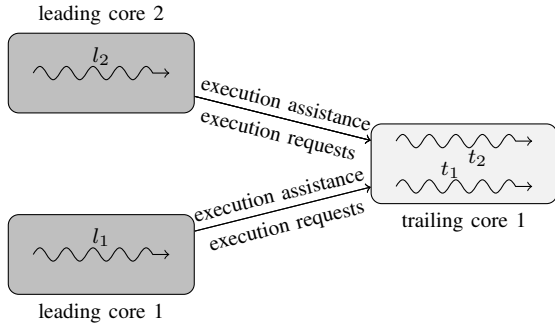 leading core 2
l2
execution assistance
execution requests
t2
t1
trailing core 1
execution assistance
execution requests
l1
leading core 1